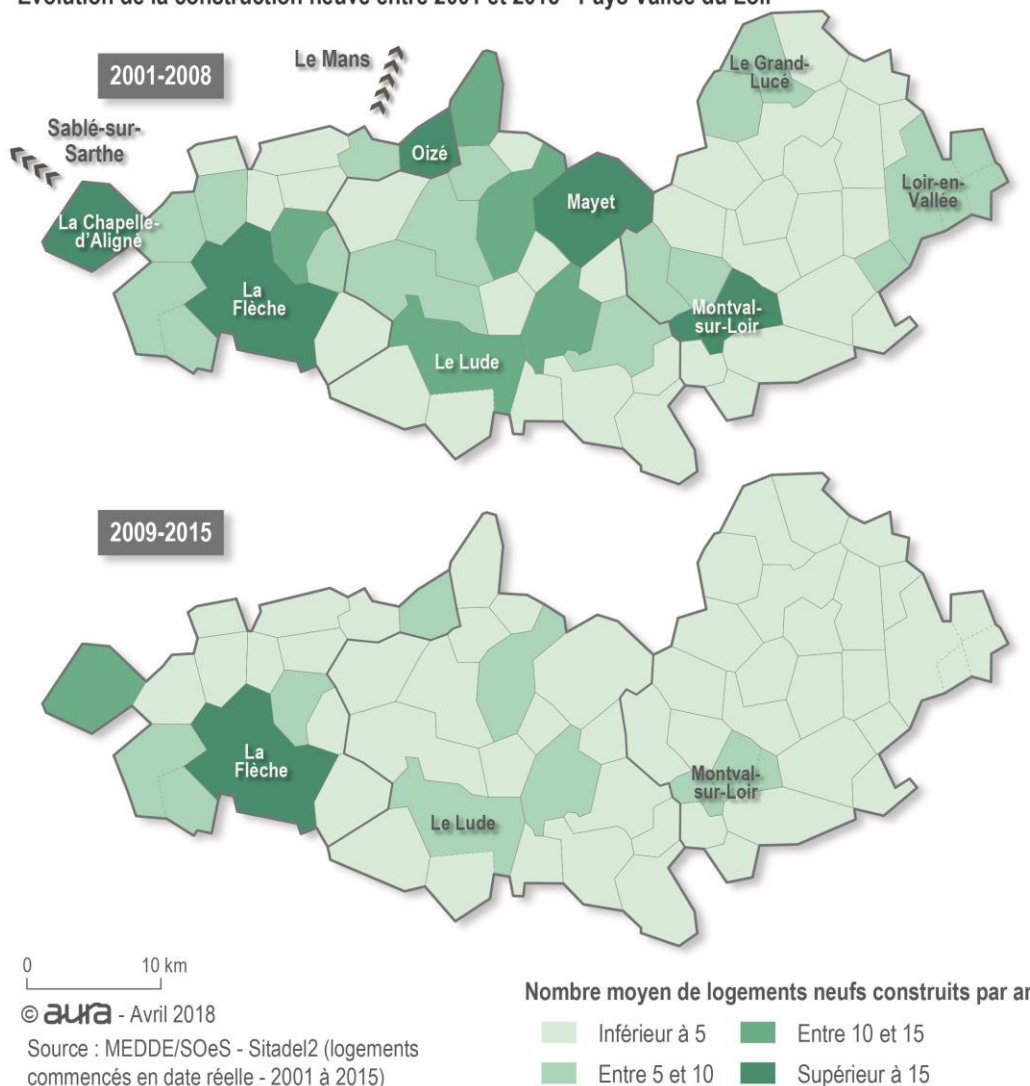 Évolution de la construction neuve entre 2001 et 2015 - Pays Vallée du Loir
2001-2008
Le Mans
Le Grand-
Lucé
Sablé-sur-
Sarthe
Oizé
Loir-en-
Vallée
Mayet
La Chapelle-
d'Aligné
La
Flèche
Montval-
sur-Loir
Le Lude
2009-2015
La
Flèche
Montval-
sur-Loir
Le Lude
0 10 km
© aura - Avril 2018
Source : MEDDE/SOeS - Sitadel2 (logements
commencés en date réelle - 2001 à 2015)
Nombre moyen de logements neufs construits par an
Inférieur à 5 Entre 10 et 15
Entre 5 et 10 Supérieur à 15